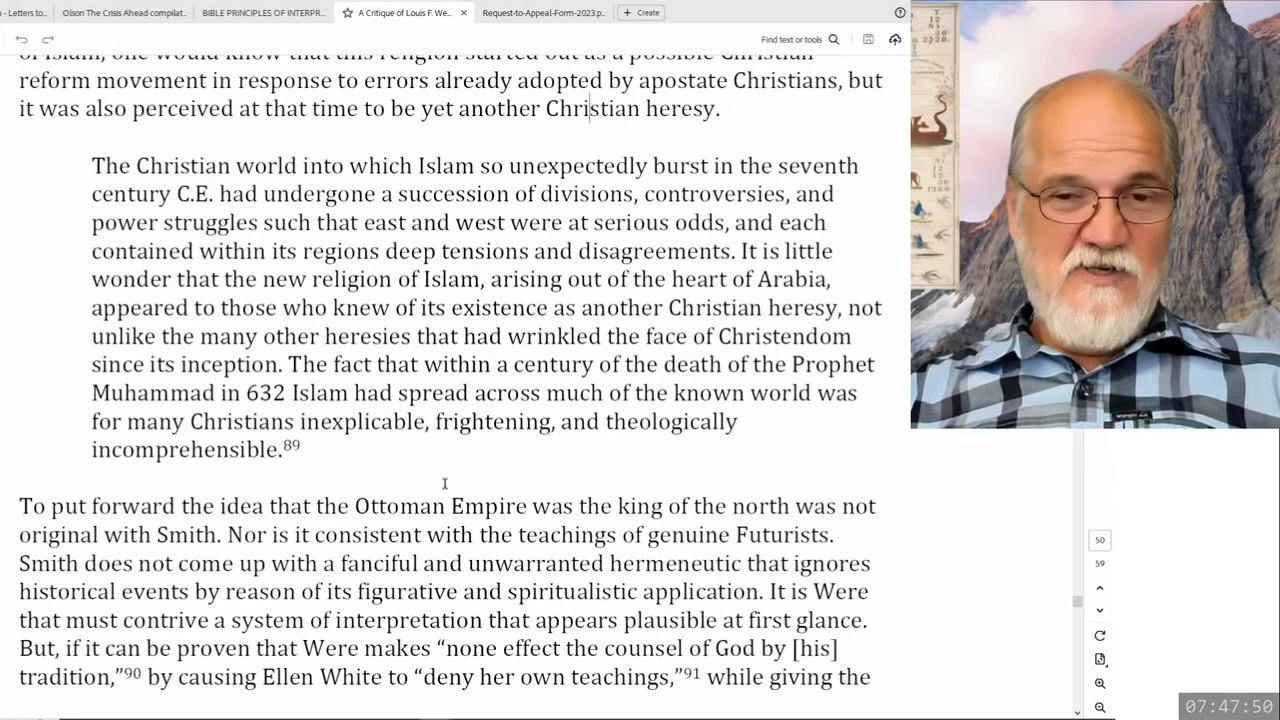 n - Letters to...
Olson The Crisis Ahead compilat...
BIBLE PRINCIPLES OF INTERPR...
A Critique of Louis F. We...
Request-to-Appeal-Form-2023.p...
Create
Find text or tools
of Islam, one would know that this religion started out as a possible Christian
reform movement in response to errors already adopted by apostate Christians, but
it was also perceived at that time to be yet another Christian heresy.
The Christian world into which Islam so unexpectedly burst in the seventh
century C.E. had undergone a succession of divisions, controversies, and
power struggles such that east and west were at serious odds, and each
contained within its regions deep tensions and disagreements. It is little
wonder that the new religion of Islam, arising out of the heart of Arabia,
appeared to those who knew of its existence as another Christian heresy, not
unlike the many other heresies that had wrinkled the face of Christendom
since its inception. The fact that within a century of the death of the Prophet
Muhammad in 632 Islam had spread across much of the known world was
for many Christians inexplicable, frightening, and theologically
incomprehensible.89
To put forward the idea that the Ottoman Empire was the king of the north was not
original with Smith. Nor is it consistent with the teachings of genuine Futurists.
Smith does not come up with a fanciful and unwarranted hermeneutic that ignores
historical events by reason of its figurative and spiritualistic application. It is Were
that must contrive a system of interpretation that appears plausible at first glance.
But, if it can be proven that Were makes “none effect the counsel of God by [his]
tradition,”90 by causing Ellen White to “deny her own teachings,”91 while giving the
50
59
07:47:50